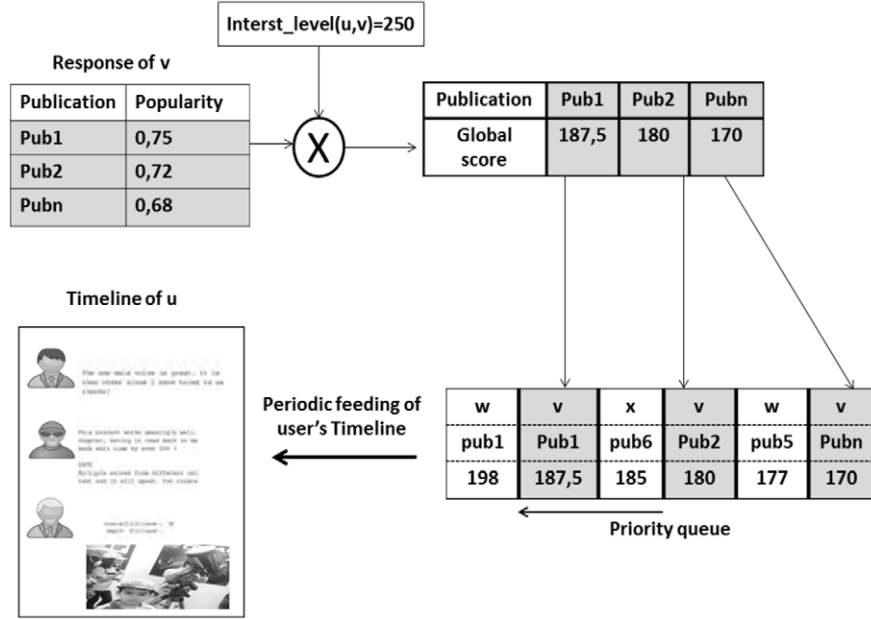 Interst_level(u,v)=250
Response of v
Publication Popularity
Pub1 0,75
Pub2 0,72
Pubn 0,68
X
Publication Pub1 Pub2 Pubn
Global score 187,5 180 170
Timeline of u
Periodic feeding of
user's Timeline
w v x v w v
pub1 Pub1 pub6 Pub2 pub5 Pubn
198 187,5 185 180 177 170
Priority queue